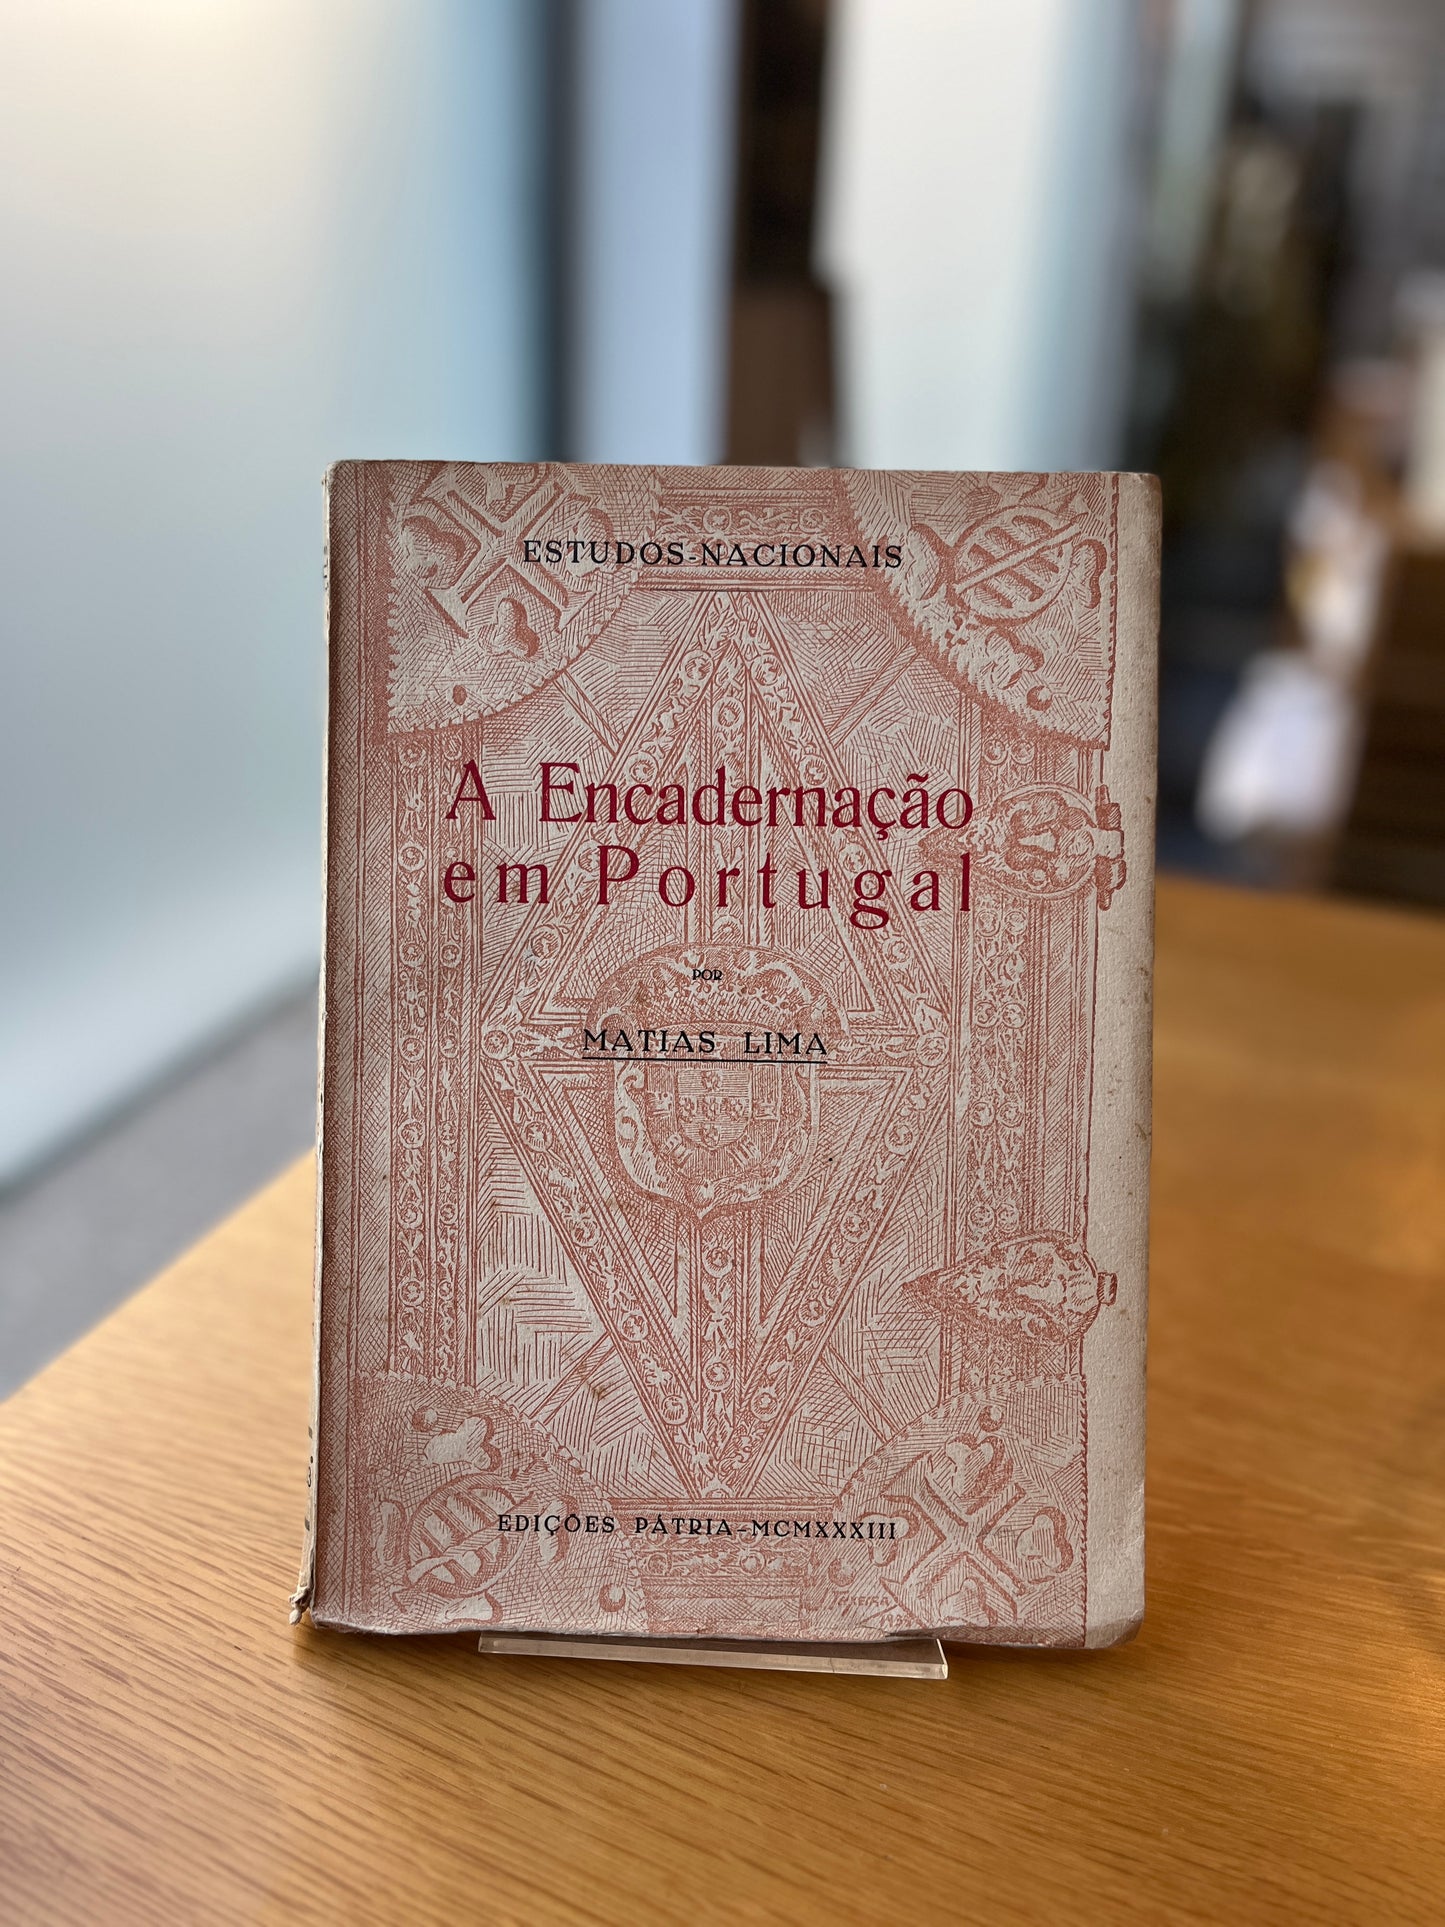 ESTUDOS-NACIONAIS
A Encadernação
em Portugal
POR
MATIAS LIMA
EDIÇÕES PÁTRIA-MCMXXXIII